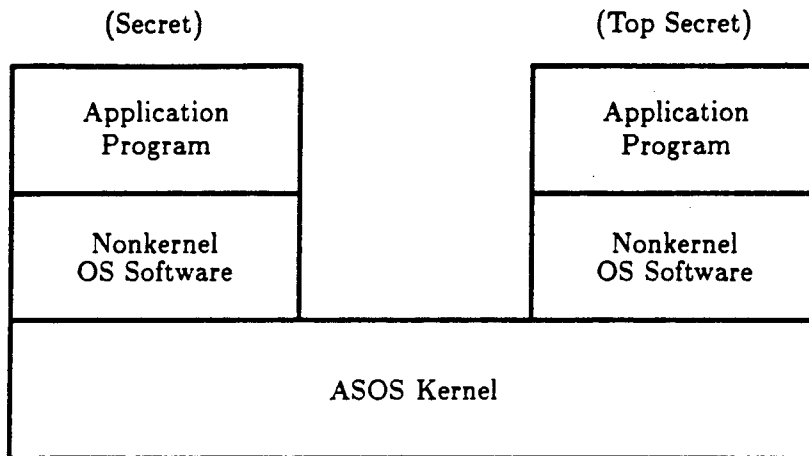 (Secret)
(Top Secret)
Application
Program
Application
Program
Nonkernel
OS Software
Nonkernel
OS Software
ASOS Kernel